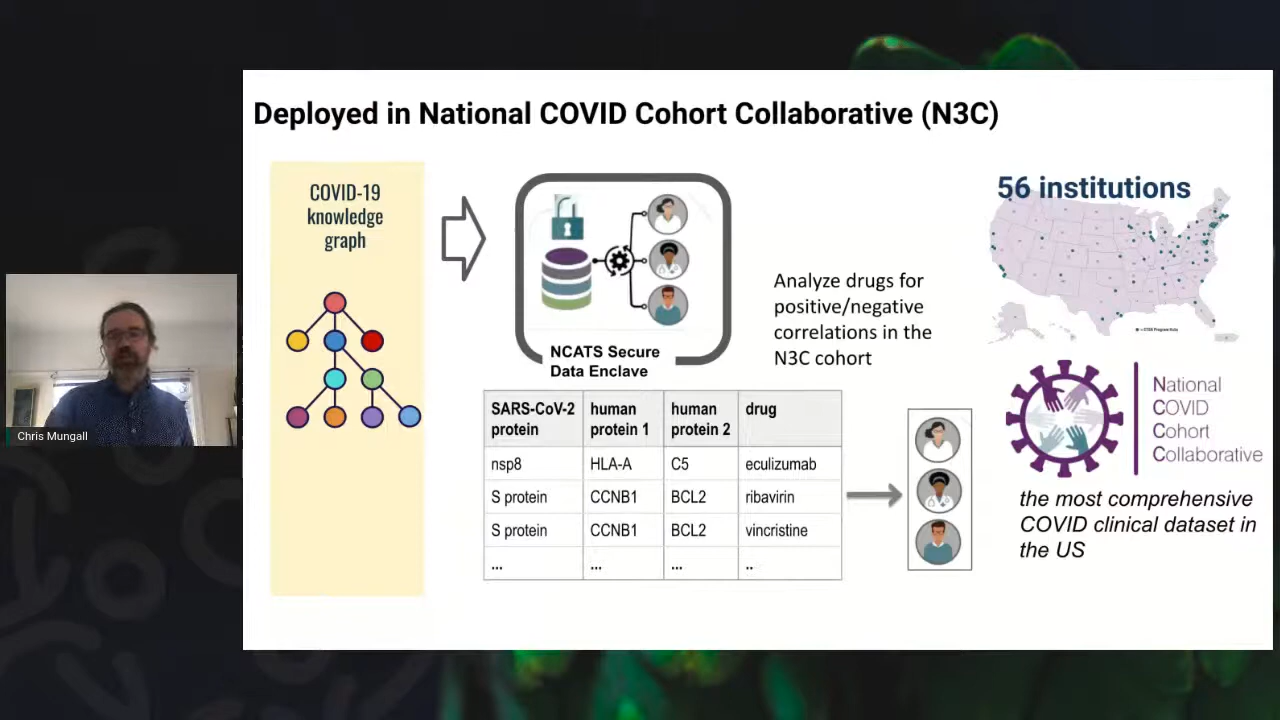 Deployed in National COVID Cohort Collaborative (N3C)
COVID-19
knowledge
graph
NCATS Secure
Data Enclave
Analyze drugs for
positive/negative
correlations in the
N3C cohort
56 institutions
SARS-CoV-2 protein human protein 1 human protein 2 drug
nsp8 HLA-A C5 eculizumab
S protein CCNB1 BCL2 ribavirin
S protein CCNB1 BCL2 vincristine
... ... ... ..
National
COVID
Cohort
Collaborative
the most comprehensive
COVID clinical dataset in
the US
Chris Mungall